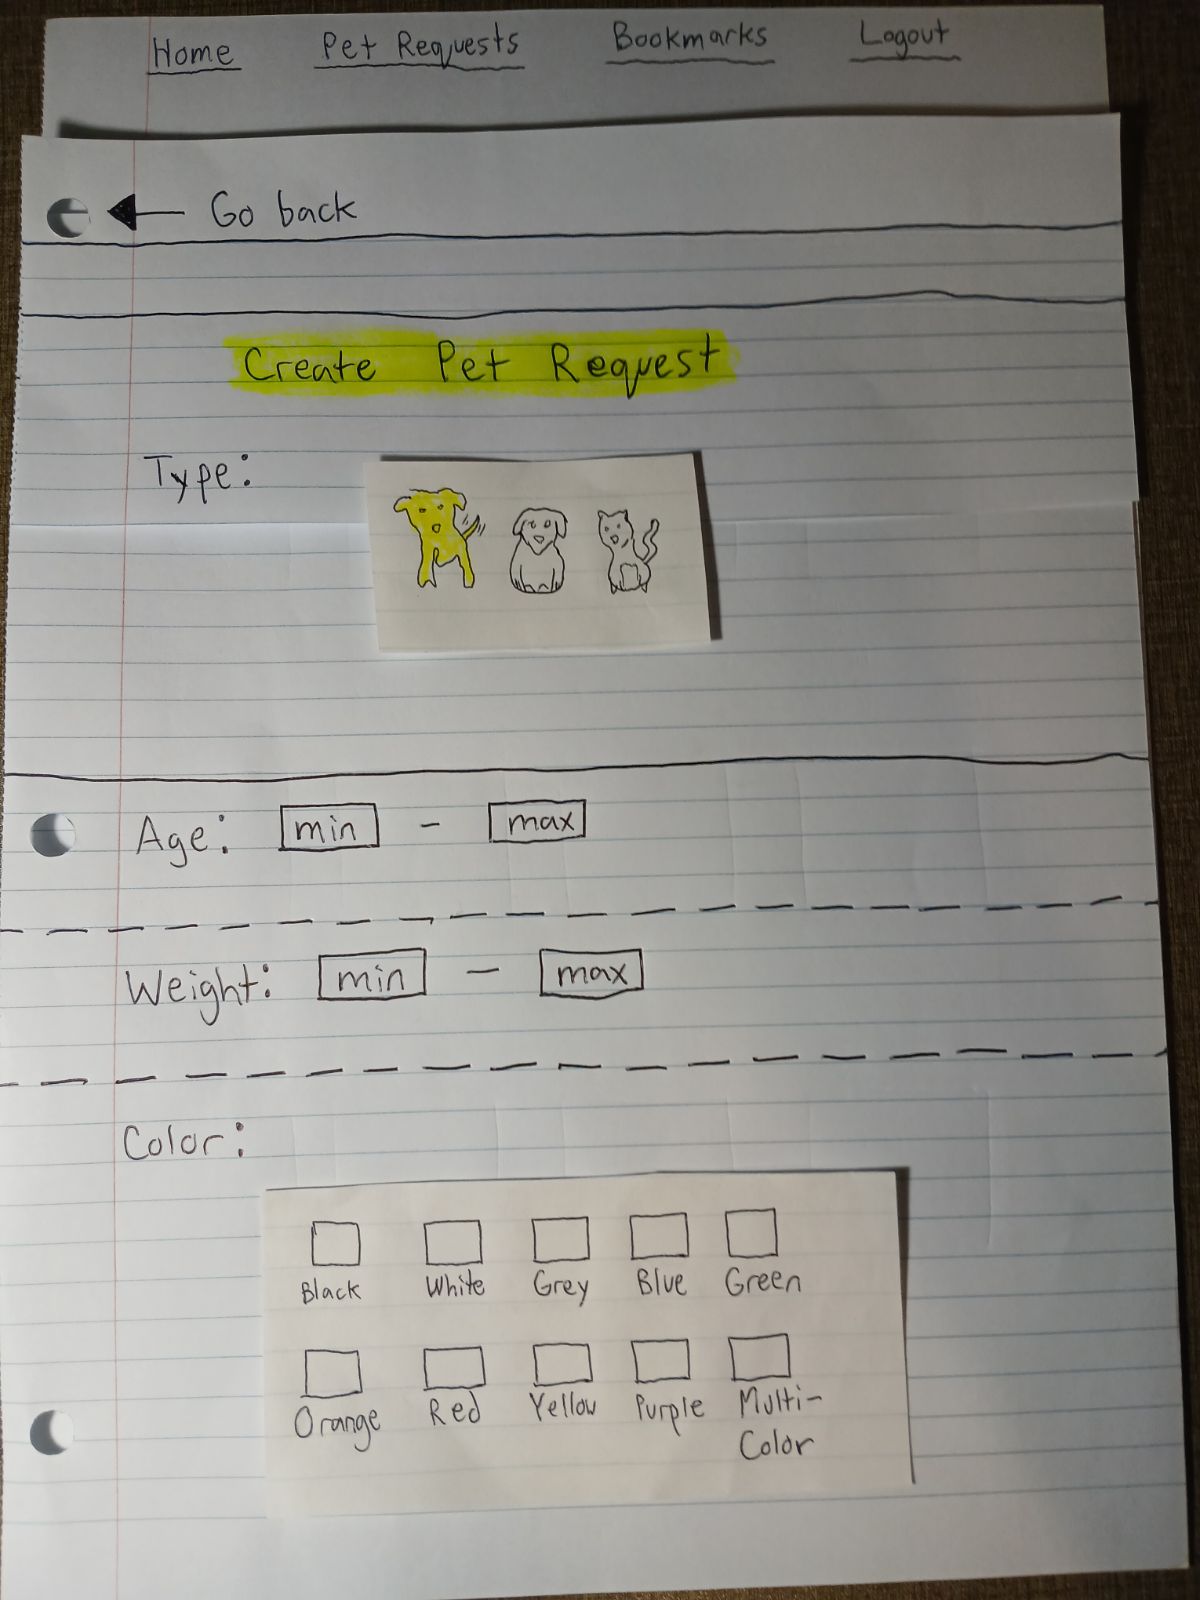 Home Pet Requests Bookmarks Logout
Go back
Create Pet Request
Type:
Age: min - max
Weight: min - max
Color:
Black White Grey Blue Green
Orange Red Yellow Purple Multi-
Color